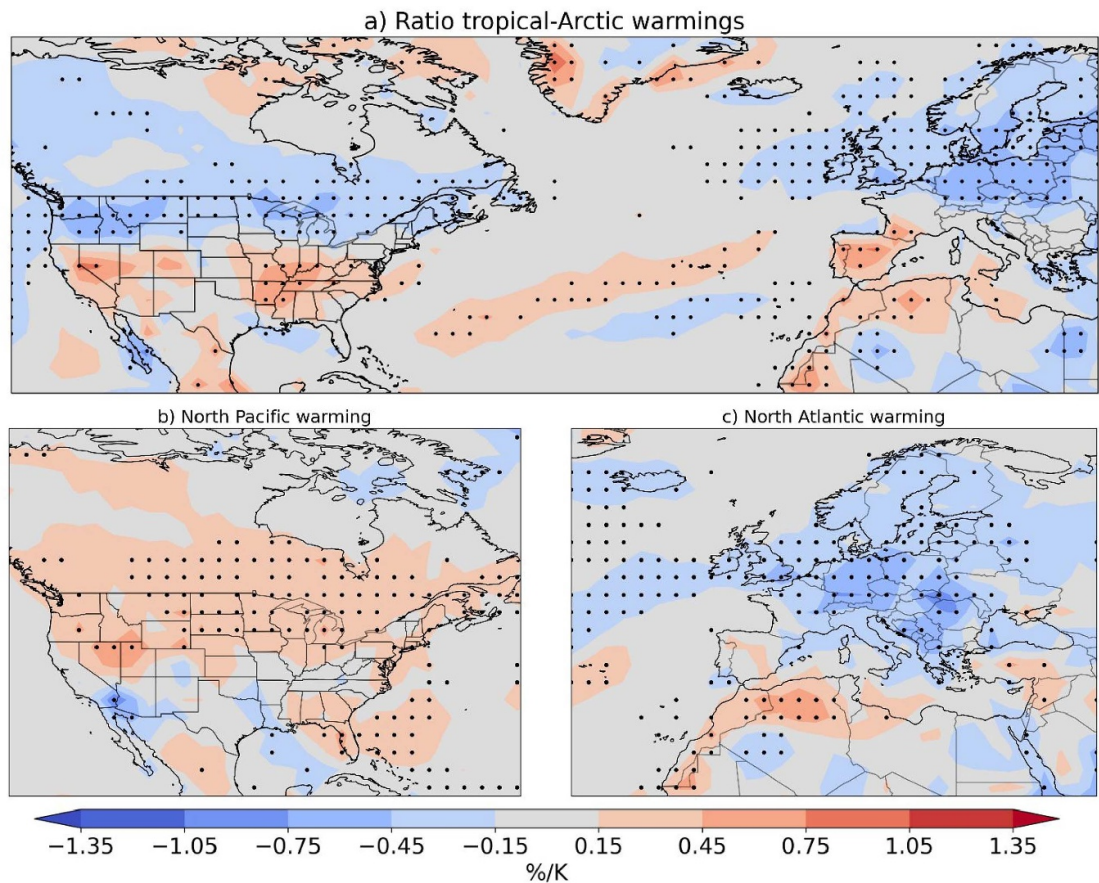 a) Ratio tropical-Arctic warmings
b) North Pacific warming
c) North Atlantic warming
−1.35 −1.05 −0.75 −0.45 −0.15 0.15 0.45 0.75 1.05 1.35
%/K